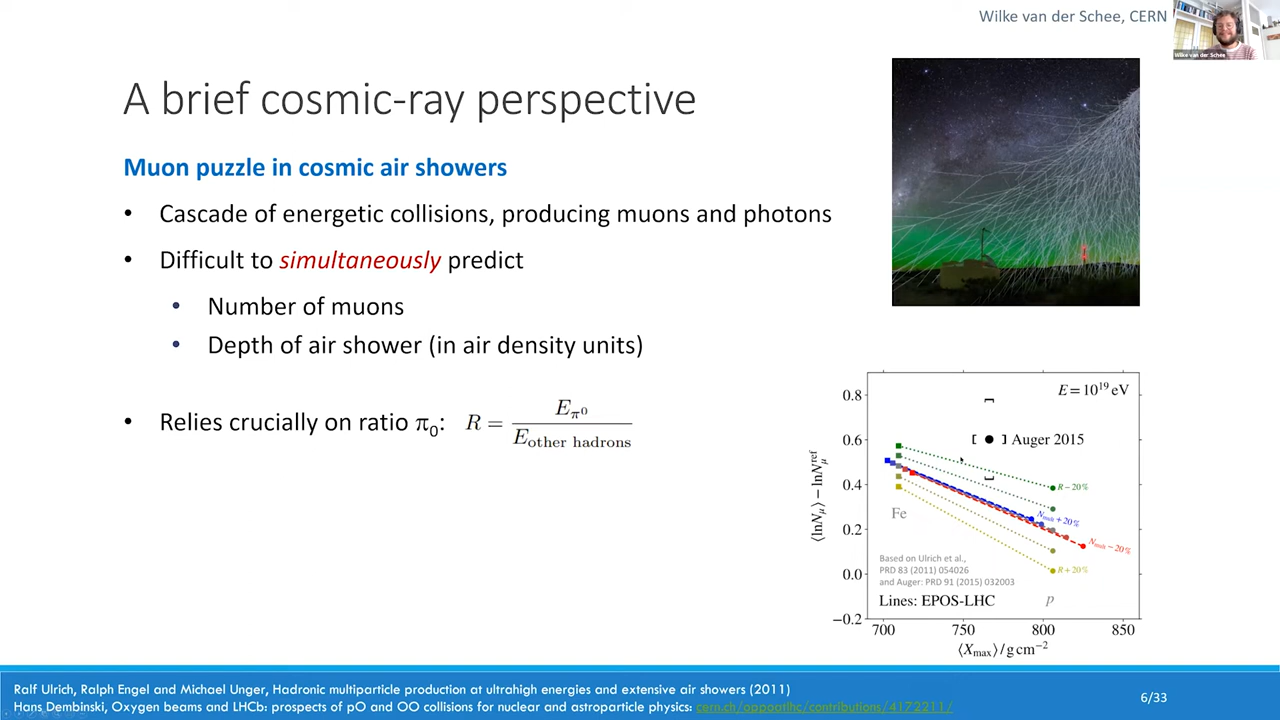 Wilke van der Schee, CERN
Wilke van der Schee
A brief cosmic-ray perspective
Muon puzzle in cosmic air showers
• Cascade of energetic collisions, producing muons and photons
• Difficult to simultaneously predict
• Number of muons
• Depth of air shower (in air density units)
• Relies crucially on ratio π₀: R = E_π⁰ / E_other hadrons
E = 10¹⁹ eV
0.8
0.6
0.4
0.2
0.0
−0.2
⟨ln N_μ⟩ − ln N_μ^ref
[ ● ] Auger 2015
R−20%
N_mult + 20%
N_mult − 20%
R+20%
Fe
p
Based on Ulrich et al.,
PRD 83 (2011) 054026
and Auger: PRD 91 (2015) 032003
Lines: EPOS-LHC
700 750 800 850
⟨X_max⟩ / g cm⁻²
Ralf Ulrich, Ralph Engel and Michael Unger, Hadronic multiparticle production at ultrahigh energies and extensive air showers (2011)
Hans Dembinski, Oxygen beams and LHCb: prospects of pO and OO collisions for nuclear and astroparticle physics: cern.ch/oppoatlhc/contributions/4172211/
6/33